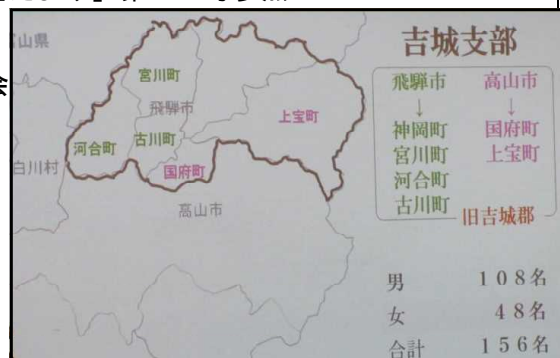 山県
宮川町
飛騨市
上宝町
河合町
古川町
白川村
国府町
高山市
吉城支部
飛騨市 高山市
↓ ↓
神岡町 国府町
宮川町 上宝町
河合町
古川町
旧吉城郡
男 108名
女 48名
合計 156名
会